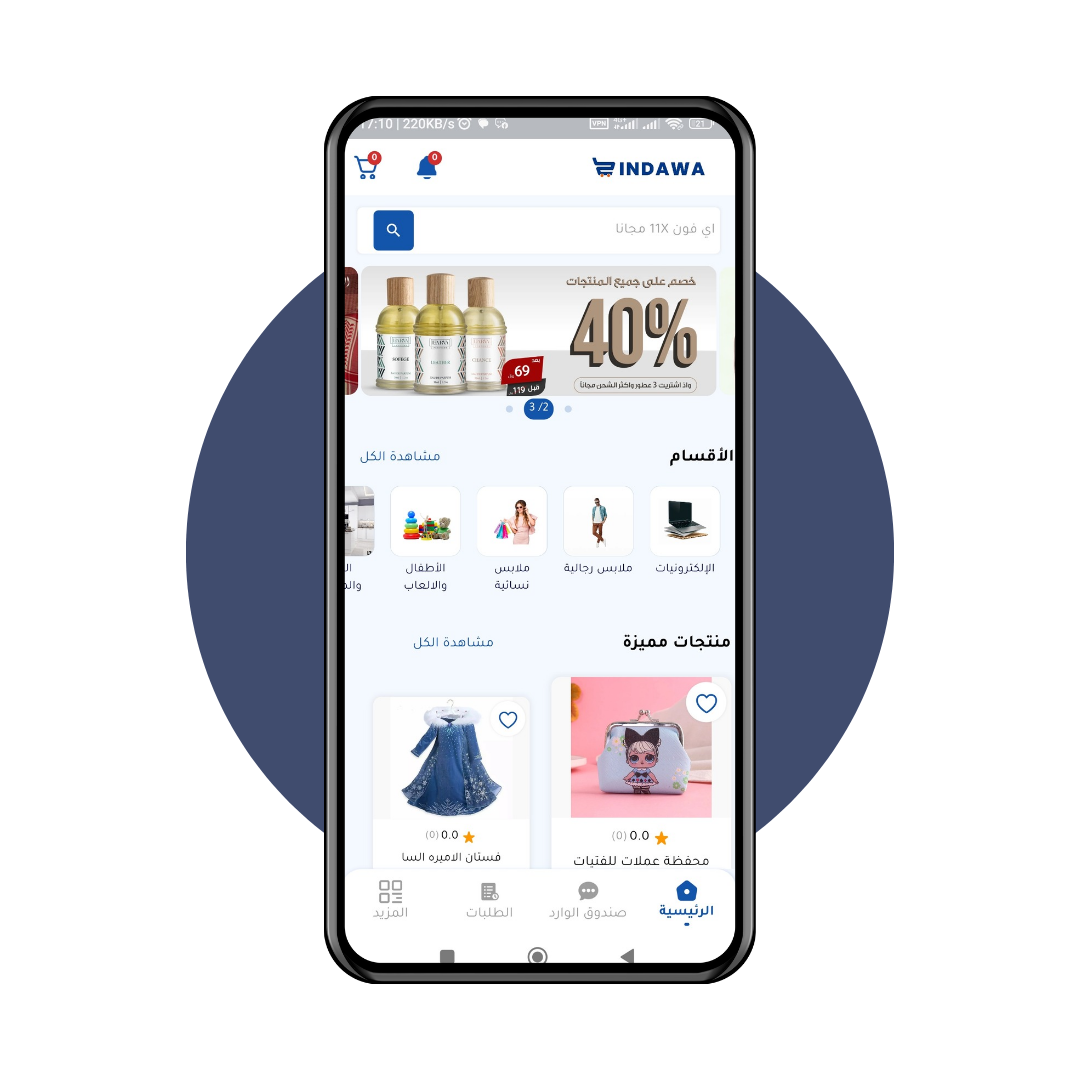 17:10 | 220KB/s
VPN
21
0
0
INDAWA
اي فون 11X مجانا
خصم على جميع المنتجات
40%
واذ اشتريت 3 عطور واكثر الشحن مجاناً
بعد
69
قبل 119
3 /2
الأقسام
مشاهدة الكل
الإلكترونيات
ملابس رجالية
ملابس
نسائية
الأطفال
والالعاب
منتجات مميزة
مشاهدة الكل
0.0 (0)
محفظة عملات للفتيات
0.0 (0)
فستان الاميره السا
الرئيسية
صندوق الوارد
الطلبات
المزيد